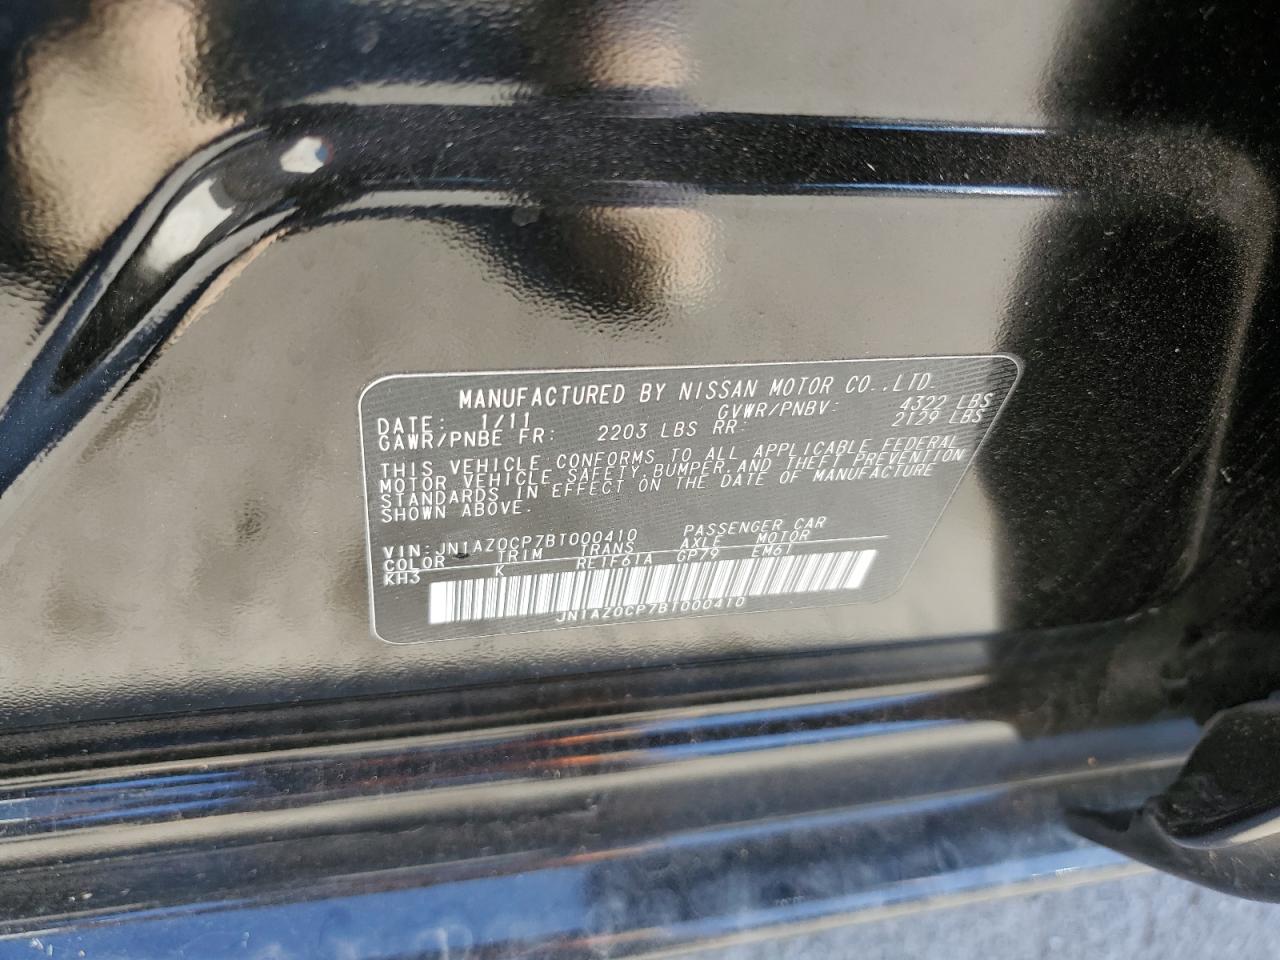 MANUFACTURED BY NISSAN MOTOR CO.,LTD.
DATE: 1/11 GVWR/PNBV: 4322 LBS
GAWR/PNBE FR: 2203 LBS RR: 2129 LBS
THIS VEHICLE CONFORMS TO ALL APPLICABLE FEDERAL
MOTOR VEHICLE SAFETY, BUMPER, AND THEFT PREVENTION
STANDARDS IN EFFECT ON THE DATE OF MANUFACTURE
SHOWN ABOVE.
VIN: JN1AZ0CP7BT000410 PASSENGER CAR
COLOR TRIM TRANS AXLE MOTOR
KH3 K RE1F61A GP79 EM61
JN1AZ0CP7BT000410